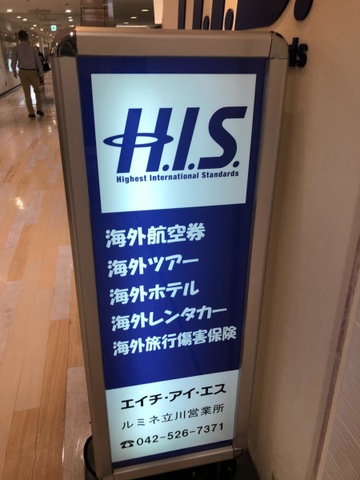 H.I.S.
Highest International Standards
海外航空券
海外ツアー
海外ホテル
海外レンタカー
海外旅行傷害保険
エイチ・アイ・エス
ルミネ立川営業所
☎042-526-7371